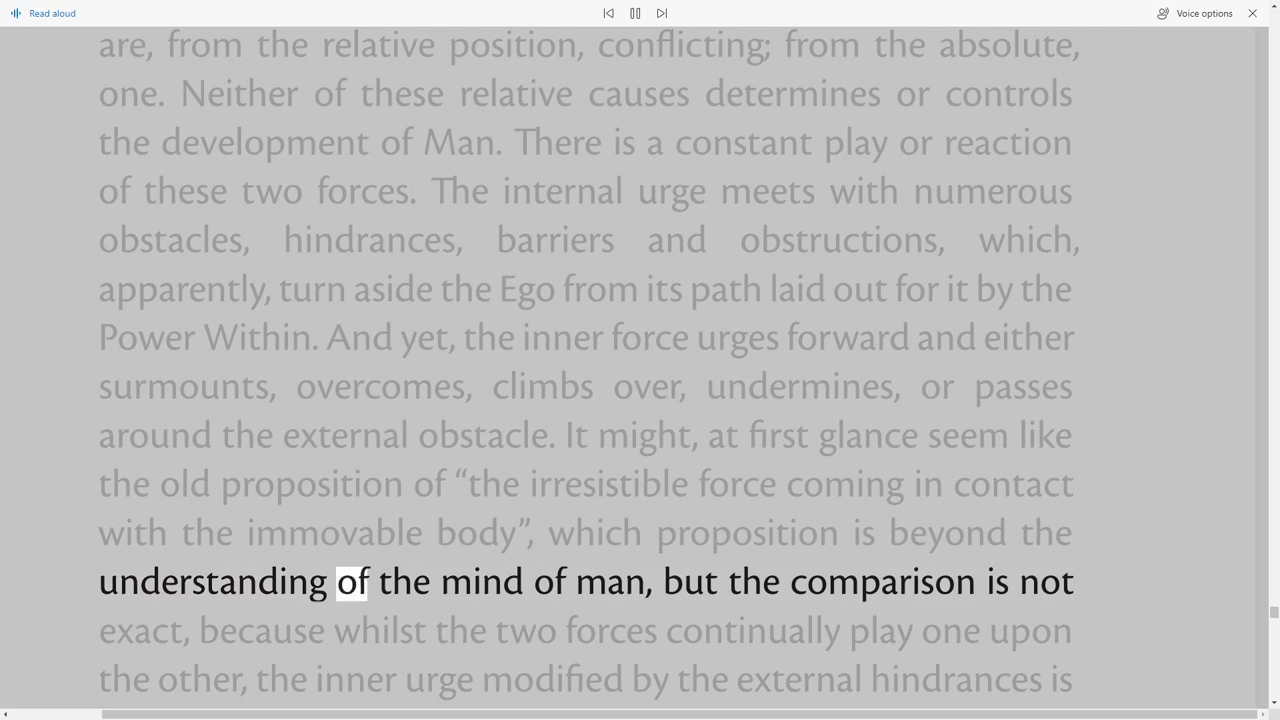 Read aloud
Voice options
are, from the relative position, conflicting; from the absolute,
one. Neither of these relative causes determines or controls
the development of Man. There is a constant play or reaction
of these two forces. The internal urge meets with numerous
obstacles, hindrances, barriers and obstructions, which,
apparently, turn aside the Ego from its path laid out for it by the
Power Within. And yet, the inner force urges forward and either
surmounts, overcomes, climbs over, undermines, or passes
around the external obstacle. It might, at first glance seem like
the old proposition of “the irresistible force coming in contact
with the immovable body”, which proposition is beyond the
understanding of the mind of man, but the comparison is not
exact, because whilst the two forces continually play one upon
the other, the inner urge modified by the external hindrances is